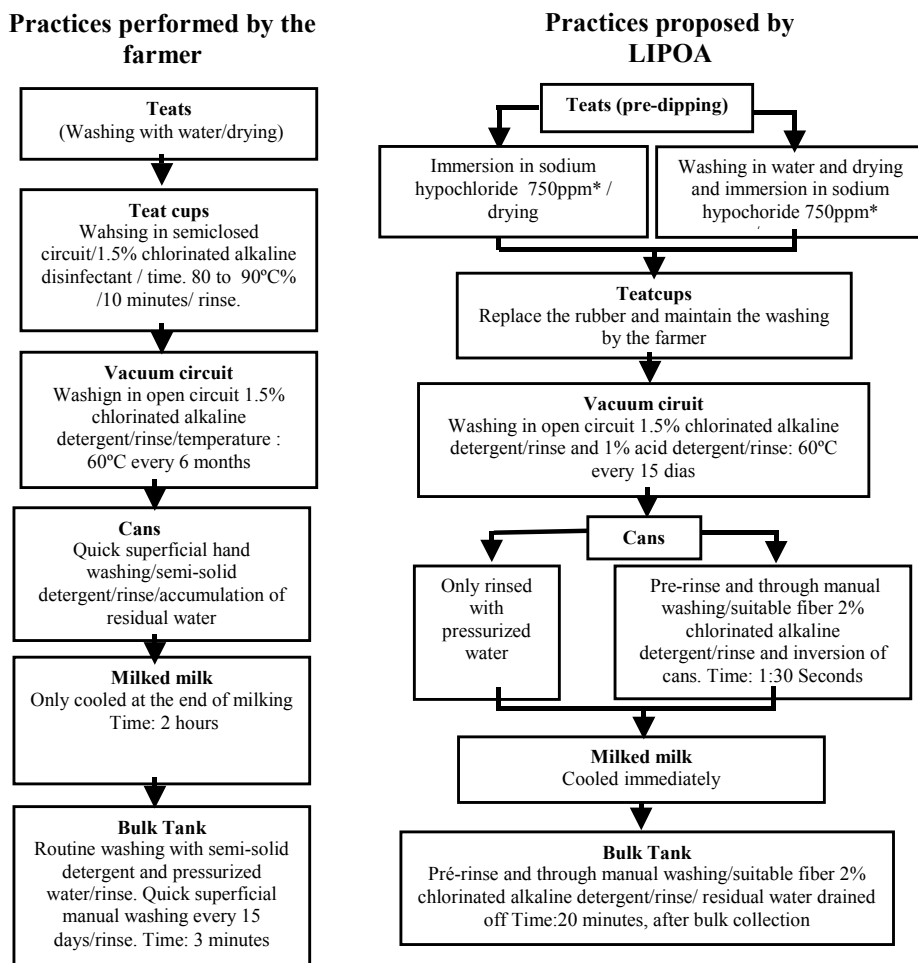 Practices performed by the
farmer
Teats
(Washing with water/drying)
Teat cups
Wahsing in semiclosed
circuit/1.5% chlorinated alkaline
disinfectant / time. 80 to 90ºC%
/10 minutes/ rinse.
Vacuum circuit
Washign in open circuit 1.5%
chlorinated alkaline
detergent/rinse/temperature :
60ºC every 6 months
Cans
Quick superficial hand
washing/semi-solid
detergent/rinse/accumulation of
residual water
Milked milk
Only cooled at the end of milking
Time: 2 hours
Bulk Tank
Routine washing with semi-solid
detergent and pressurized
water/rinse. Quick superficial
manual washing every 15
days/rinse. Time: 3 minutes
Practices proposed by
LIPOA
Teats (pre-dipping)
Immersion in sodium
hypochloride 750ppm* /
drying
Washing in water and drying
and immersion in sodium
hypochoride 750ppm*
Teatcups
Replace the rubber and maintain the washing
by the farmer
Vacuum ciruit
Washing in open circuit 1.5% chlorinated alkaline
detergent/rinse and 1% acid detergent/rinse: 60ºC
every 15 dias
Cans
Only rinsed
with
pressurized
water
Pre-rinse and through manual
washing/suitable fiber 2%
chlorinated alkaline
detergent/rinse and inversion of
cans. Time: 1:30 Seconds
Milked milk
Cooled immediately
Bulk Tank
Pré-rinse and through manual washing/suitable fiber 2%
chlorinated alkaline detergent/rinse/ residual water drained
off Time:20 minutes, after bulk collection